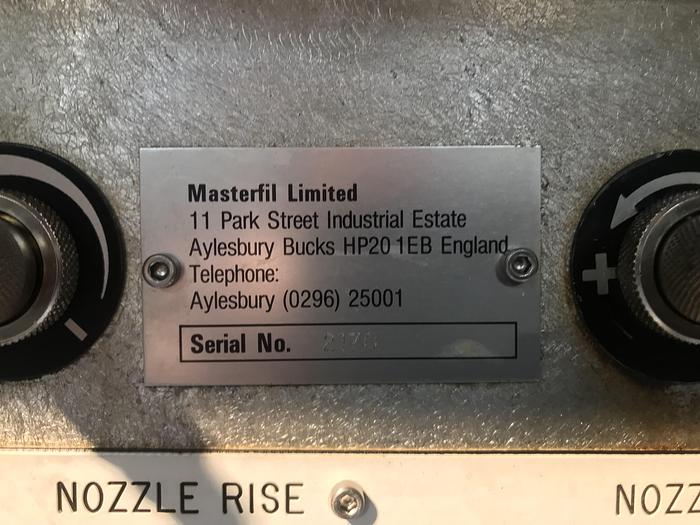 Masterfil Limited
11 Park Street Industrial Estate
Aylesbury Bucks HP20 1EB England
Telephone:
Aylesbury (0296) 25001
Serial No.
+
NOZZLE RISE
NOZZ